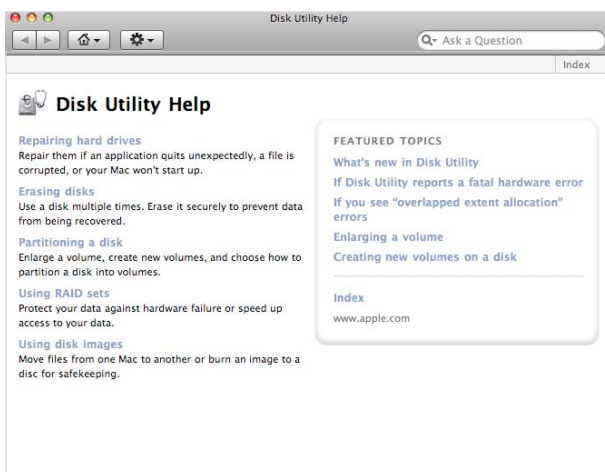 Disk Utility Help
Ask a Question
Index
Disk Utility Help
Repairing hard drives
Repair them if an application quits unexpectedly, a file is
corrupted, or your Mac won't start up.
Erasing disks
Use a disk multiple times. Erase it securely to prevent data
from being recovered.
Partitioning a disk
Enlarge a volume, create new volumes, and choose how to
partition a disk into volumes.
Using RAID sets
Protect your data against hardware failure or speed up
access to your data.
Using disk images
Move files from one Mac to another or burn an image to a
disc for safekeeping.
FEATURED TOPICS
What's new in Disk Utility
If Disk Utility reports a fatal hardware error
If you see "overlapped extent allocation"
errors
Enlarging a volume
Creating new volumes on a disk
Index
www.apple.com